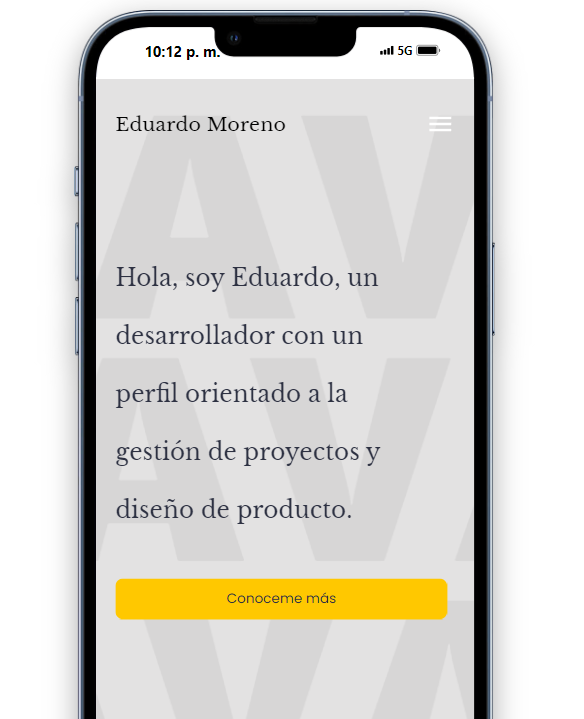 10:12 p. m.
5G
Eduardo Moreno
Hola, soy Eduardo, un
desarrollador con un
perfil orientado a la
gestión de proyectos y
diseño de producto.
Conoceme más